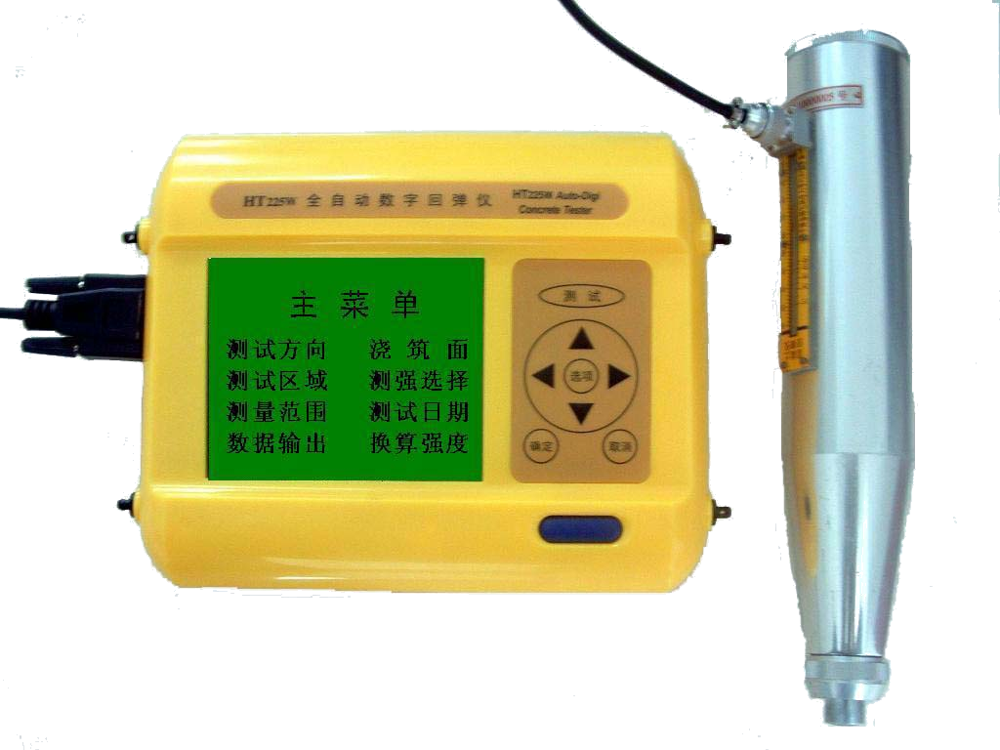 HT225W 全自动数字回弹仪
HT225W Auto-Digi
Concrete Tester
主菜单
测试方向 浇筑面
测试区域 测强选择
测量范围 测试日期
数据输出 换算强度
测试
选项
确定
取消